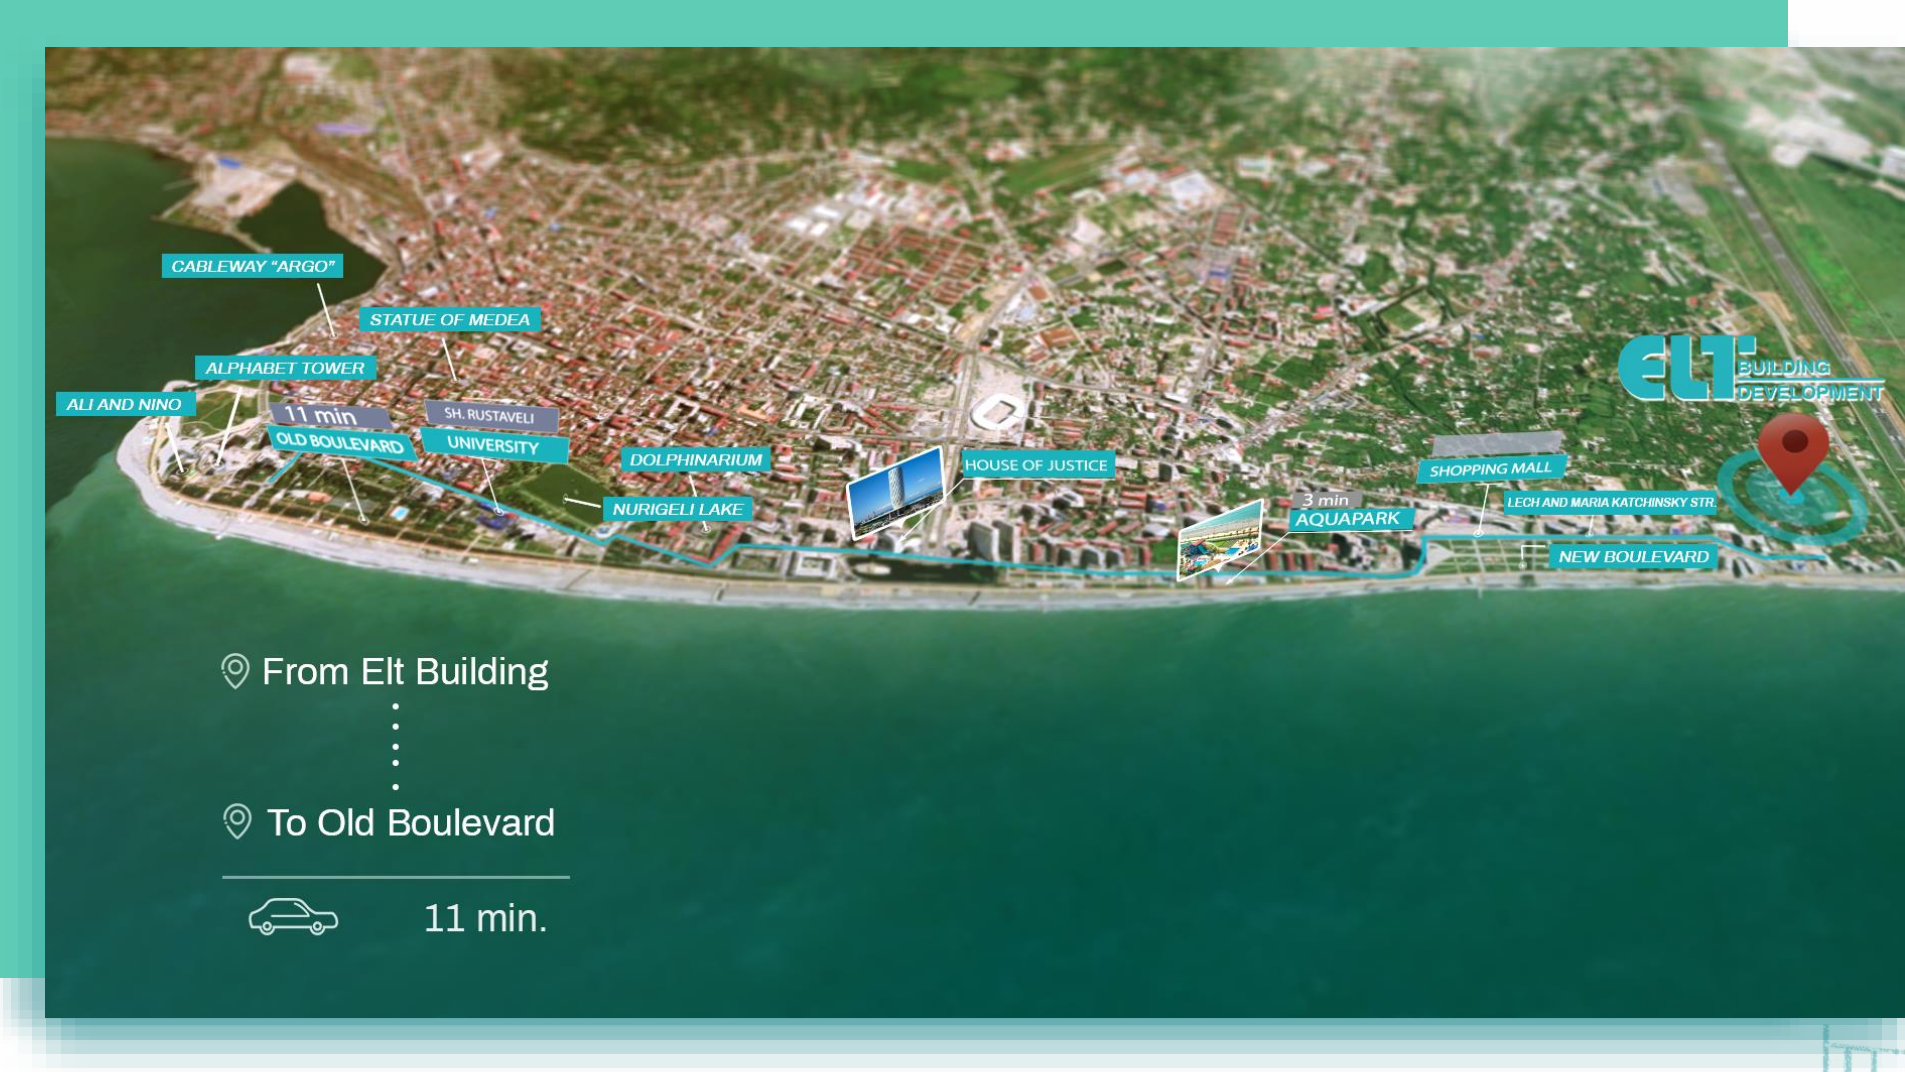 CABLEWAY “ARGO”
STATUE OF MEDEA
ALPHABET TOWER
ALI AND NINO
11 min
OLD BOULEVARD
SH. RUSTAVELI
UNIVERSITY
DOLPHINARIUM
NURIGELI LAKE
HOUSE OF JUSTICE
3 min
AQUAPARK
SHOPPING MALL
LECH AND MARIA KATCHINSKY STR.
NEW BOULEVARD
ELT BUILDING
DEVELOPMENT
From Elt Building
To Old Boulevard
11 min.